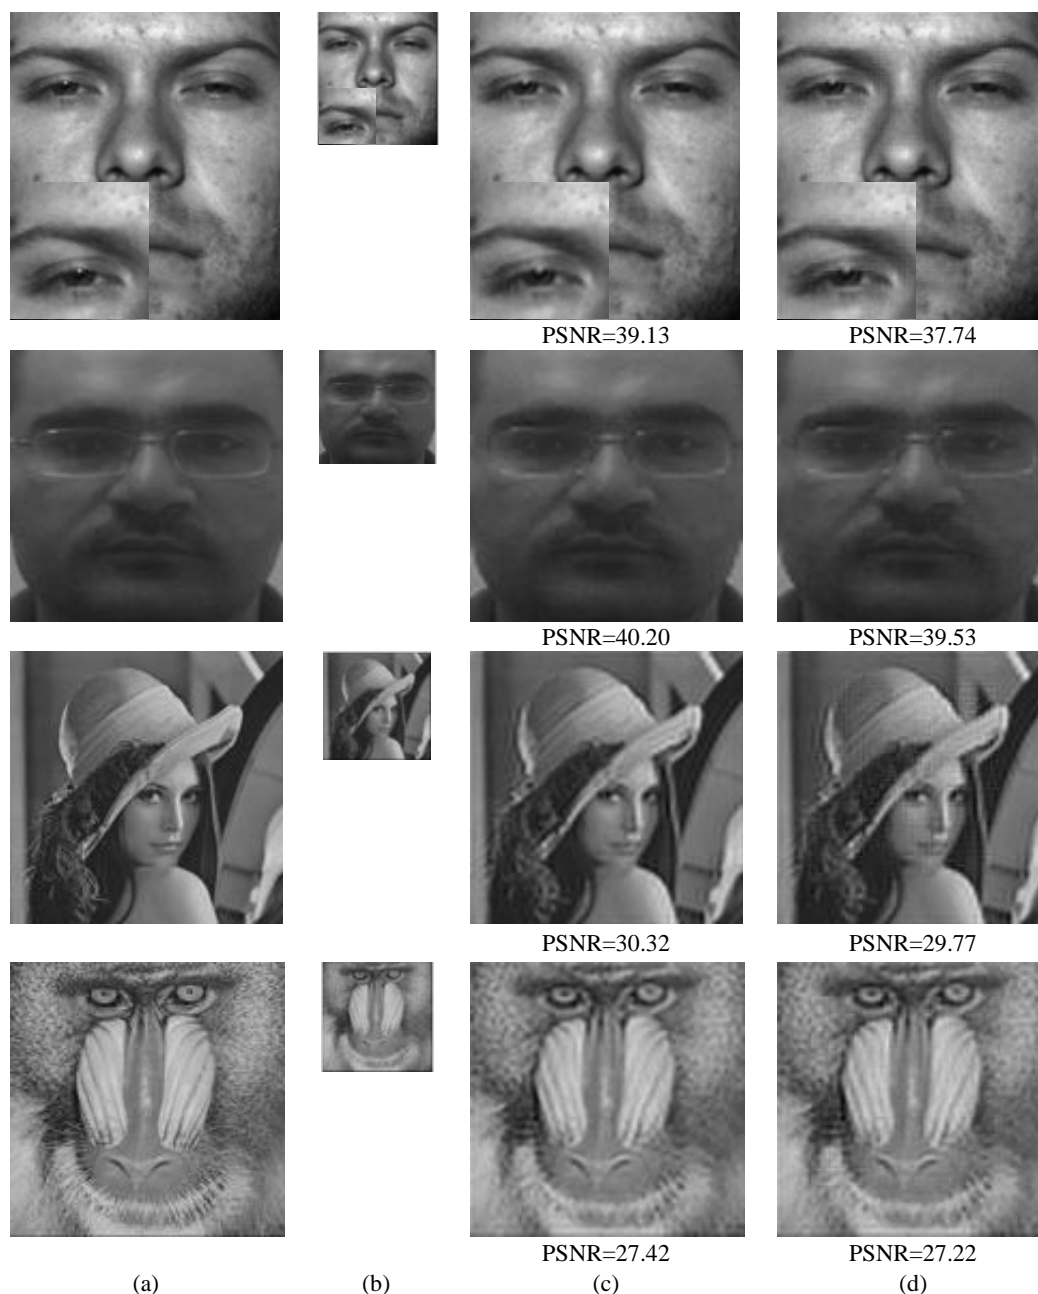 PSNR=39.13 PSNR=37.74
PSNR=40.20 PSNR=39.53
PSNR=30.32 PSNR=29.77
PSNR=27.42 PSNR=27.22
(a) (b) (c) (d)